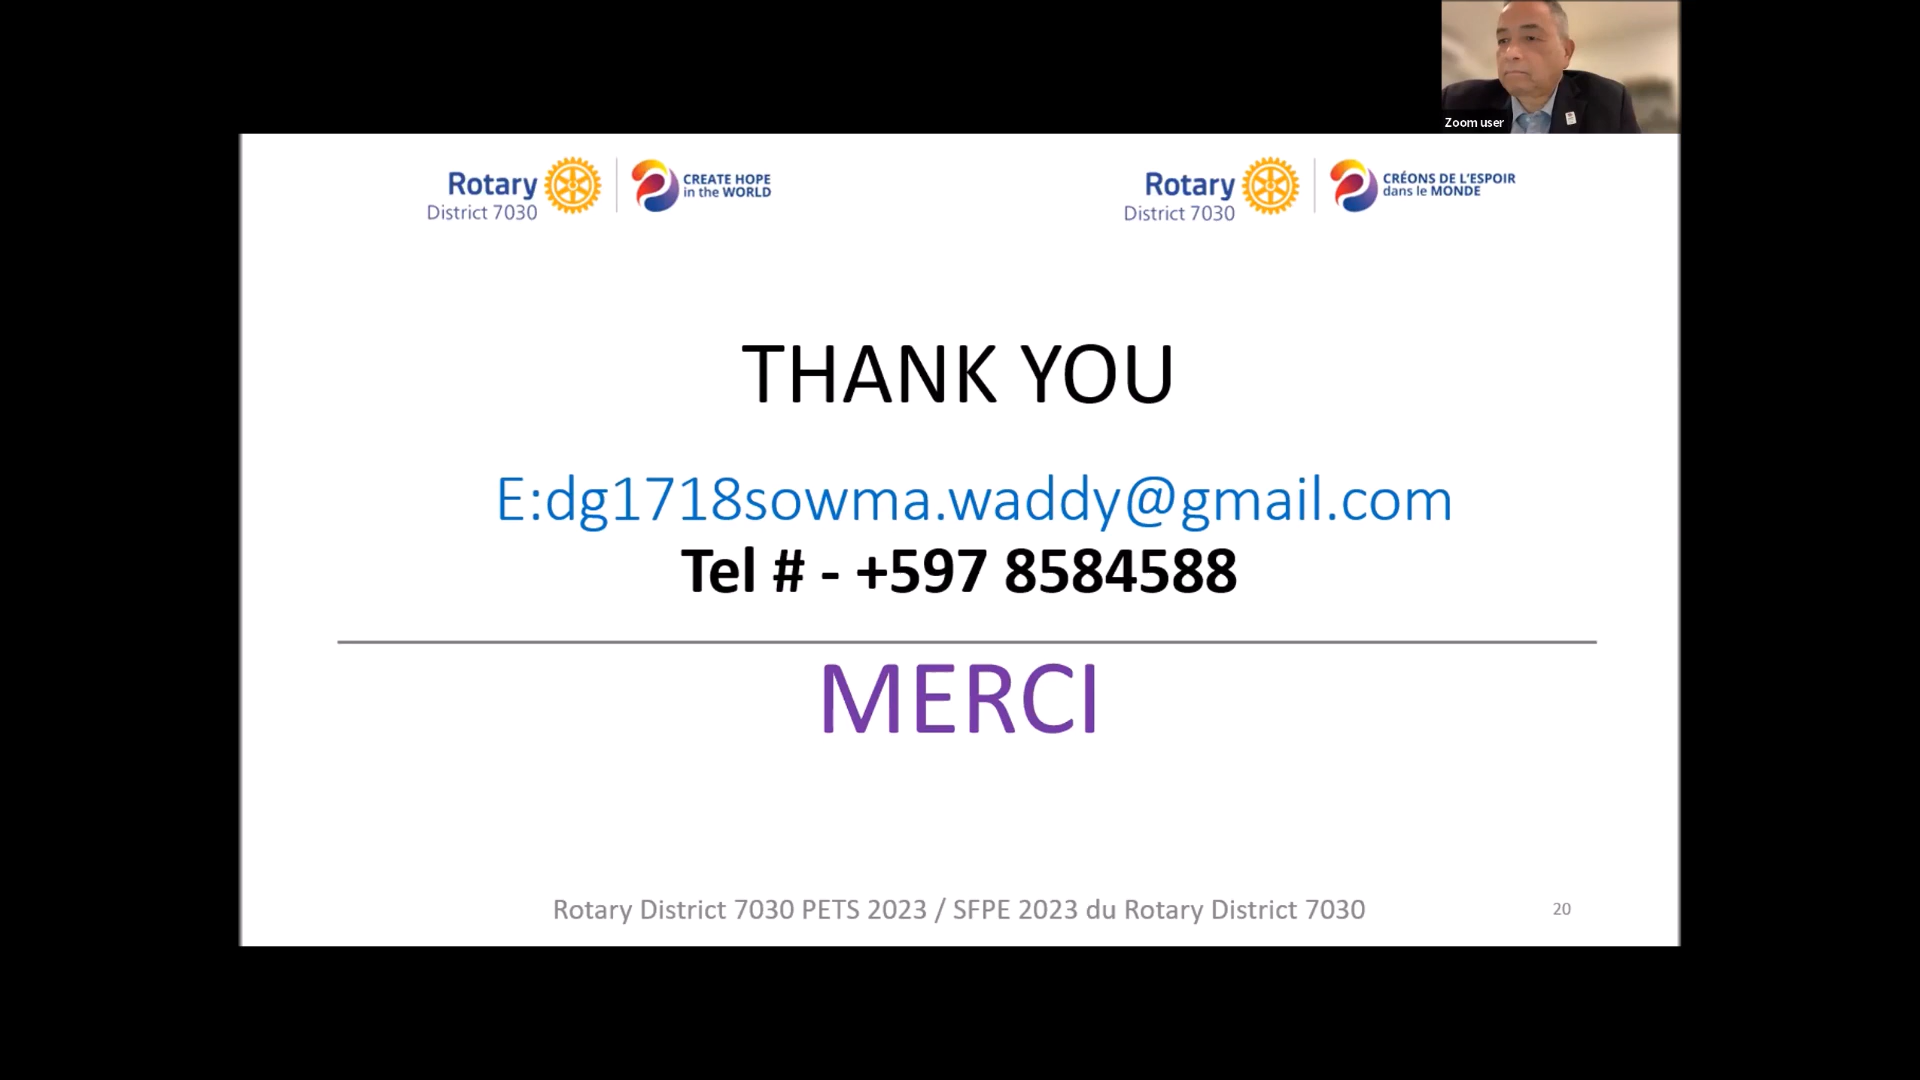 Zoom user
Rotary
District 7030
CREATE HOPE
in the WORLD
Rotary
District 7030
CRÉONS DE L'ESPOIR
dans le MONDE
THANK YOU
E:dg1718sowma.waddy@gmail.com
Tel # - +597 8584588
MERCI
Rotary District 7030 PETS 2023 / SFPE 2023 du Rotary District 7030
20